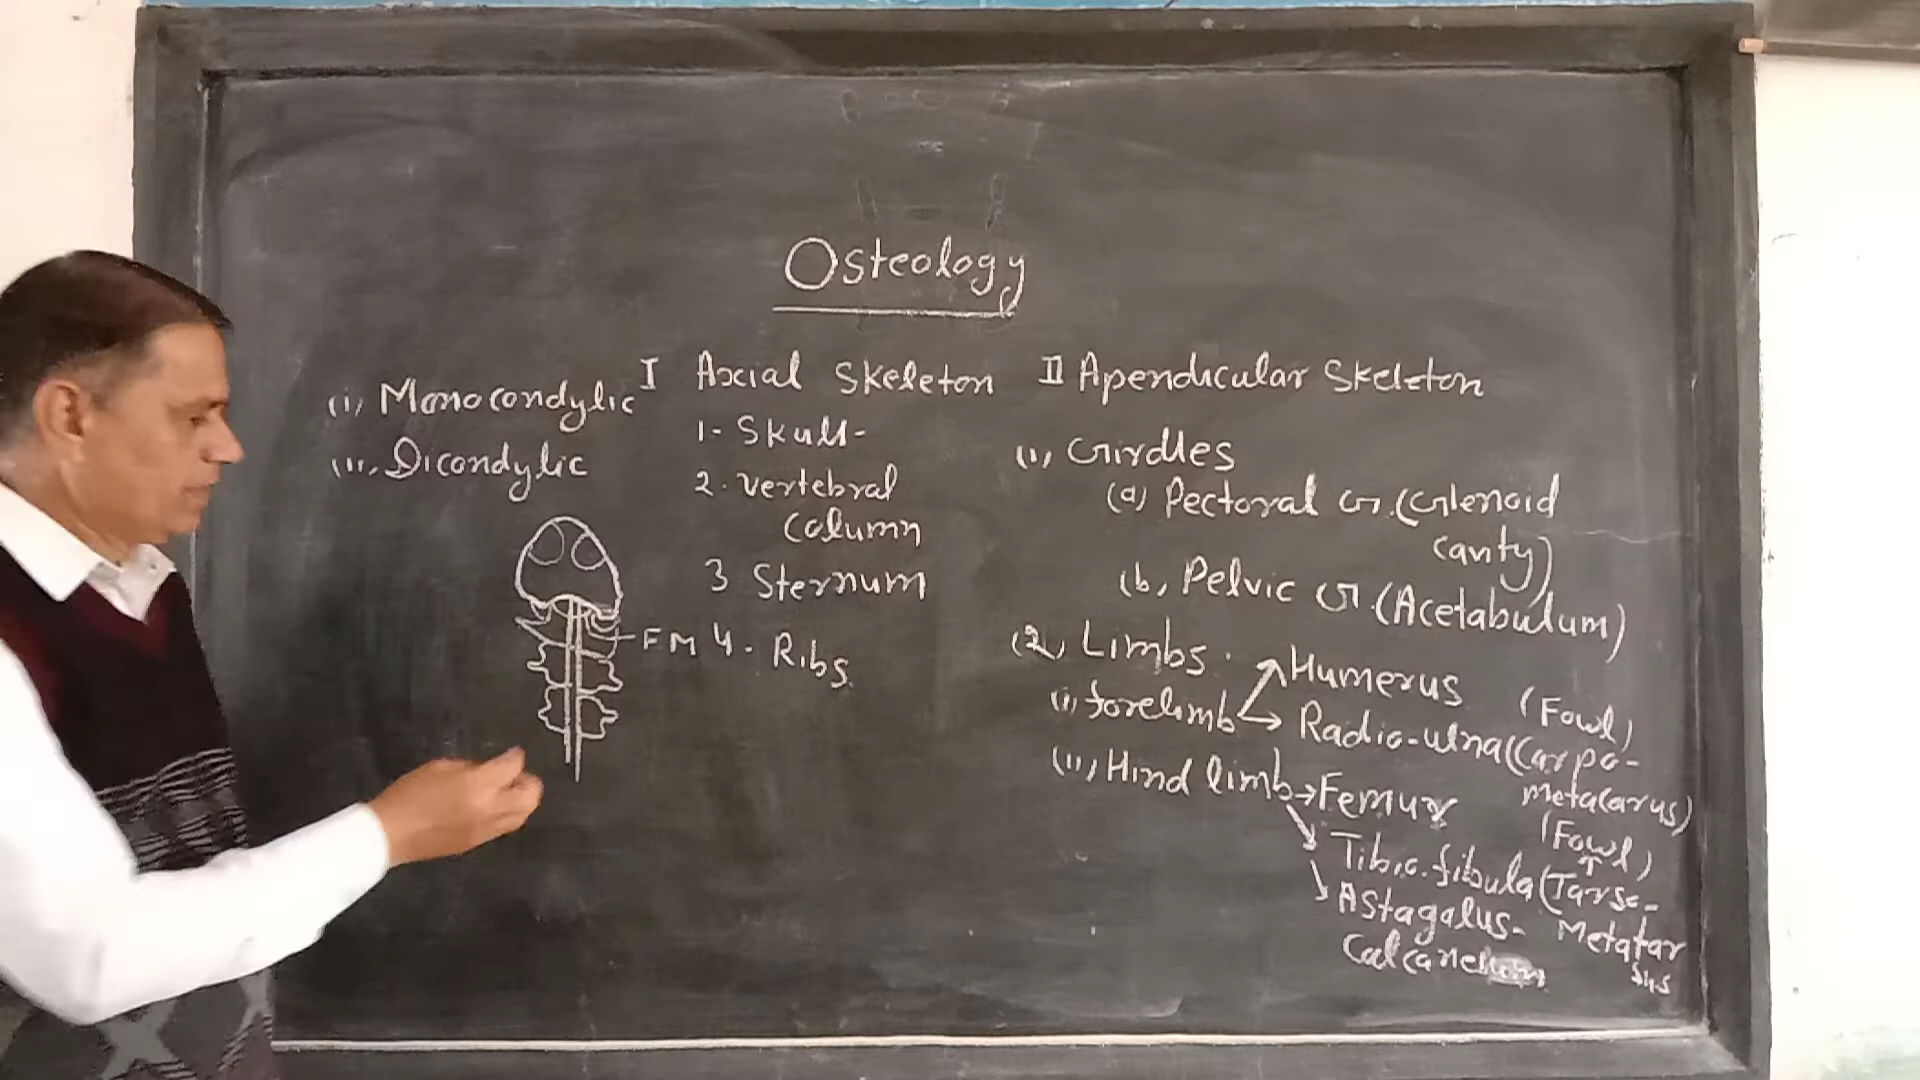 Osteology
(i) Monocondylic
(ii) Dicondylic
I Axial Skeleton
1- Skull-
2. Vertebral
Column
3 Sternum
4. Ribs
FM
II Apendicular Skeleton
(1) Girdles
(a) Pectoral G. (Glenoid
Cavity)
(b) Pelvic G. (Acetabulum)
(2) Limbs.
(i) forelimb → Humerus
→ Radio-ulna (Carpo-
metacarus)
(Fowl)
(ii) Hind limb → Femur
→ Tibio.fibula (Tarso-
Metatar
sus
(Fowl)
↑
→ Astagalus-
Calcaneum